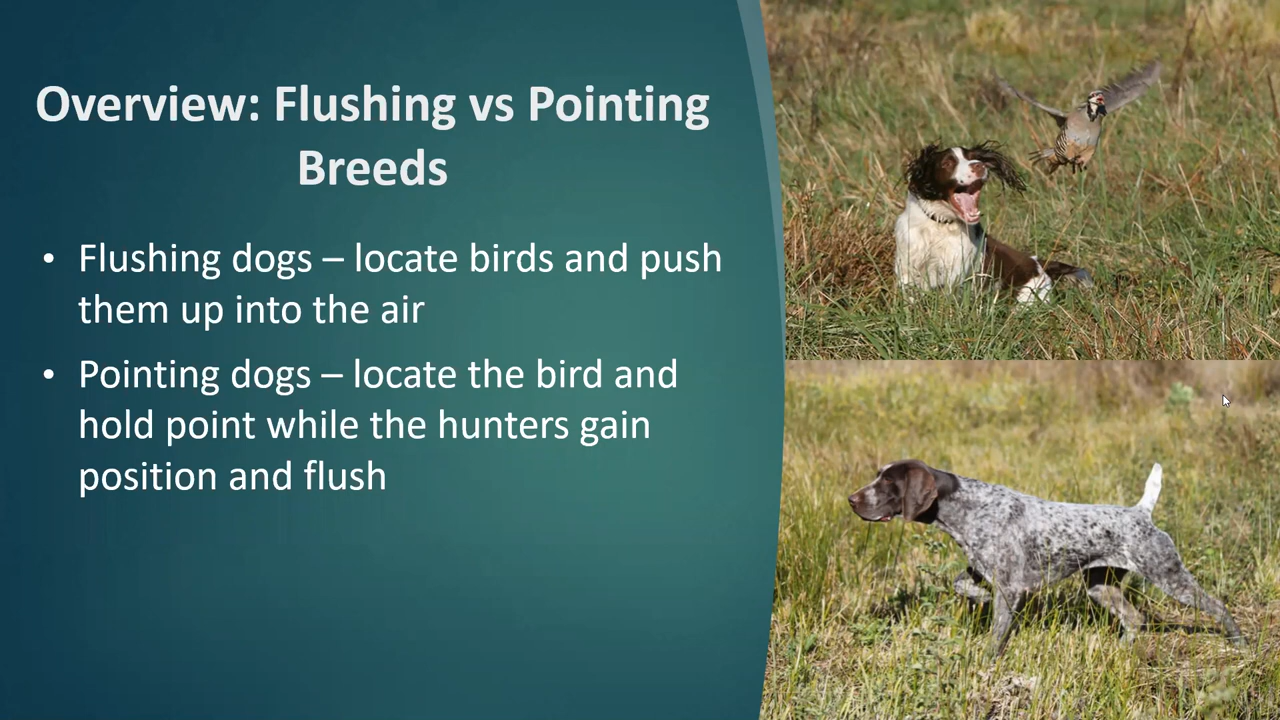 Overview: Flushing vs Pointing
Breeds
• Flushing dogs – locate birds and push
them up into the air
• Pointing dogs – locate the bird and
hold point while the hunters gain
position and flush